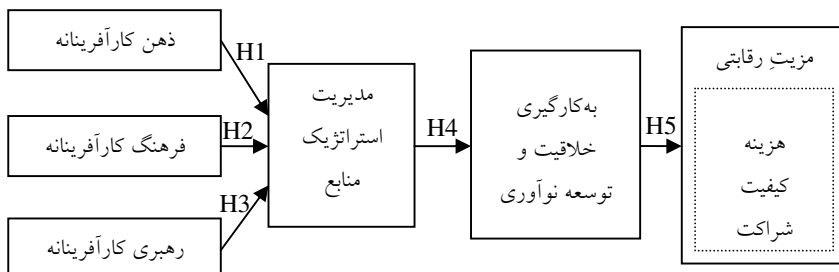 ذهن کارآفرینانه
H1
فرهنگ کارآفرینانه
H2
رهبری کارآفرینانه
H3
مدیریت
استراتژیک
منابع
H4
به‌کارگیری
خلاقیت و
توسعه نوآوری
H5
مزیتِ رقابتی
هزینه
کیفیت
شراکت